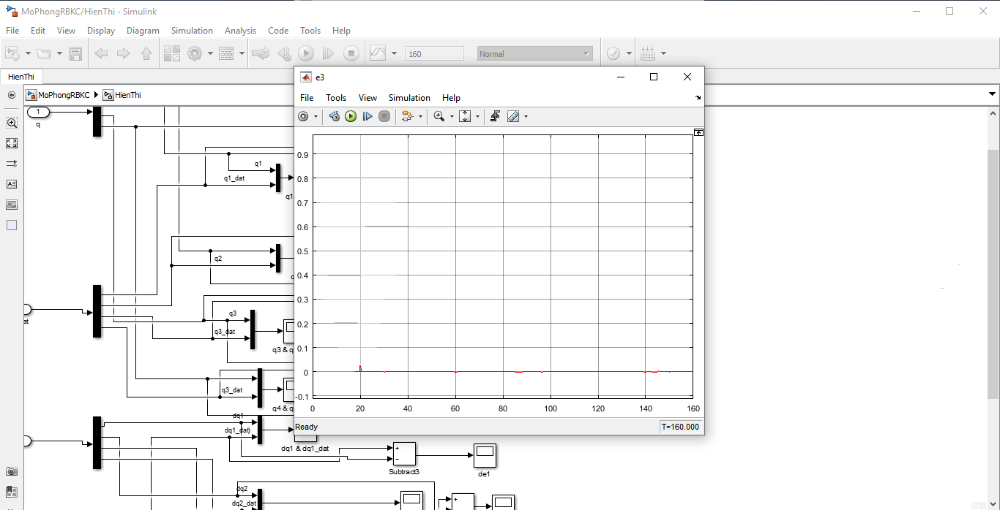 MoPhongRBKC/HienThi - Simulink
File Edit View Display Diagram Simulation Analysis Code Tools Help
160
Normal
HienThi
MoPhongRBKC HienThi
1
q
q1
q1_dat
q1
q2
q3
q3_dat
q3 & q
q3_dat
q4 & q
dq1
dq1_dat)
dq1 & dq1_dat
+
−
Subtract3
de1
dq2
dq2_dat
+
at
e3
File Tools View Simulation Help
0.9
0.8
0.7
0.6
0.5
0.4
0.3
0.2
0.1
0
-0.1
0 20 40 60 80 100 120 140 160
Ready
T=160.000